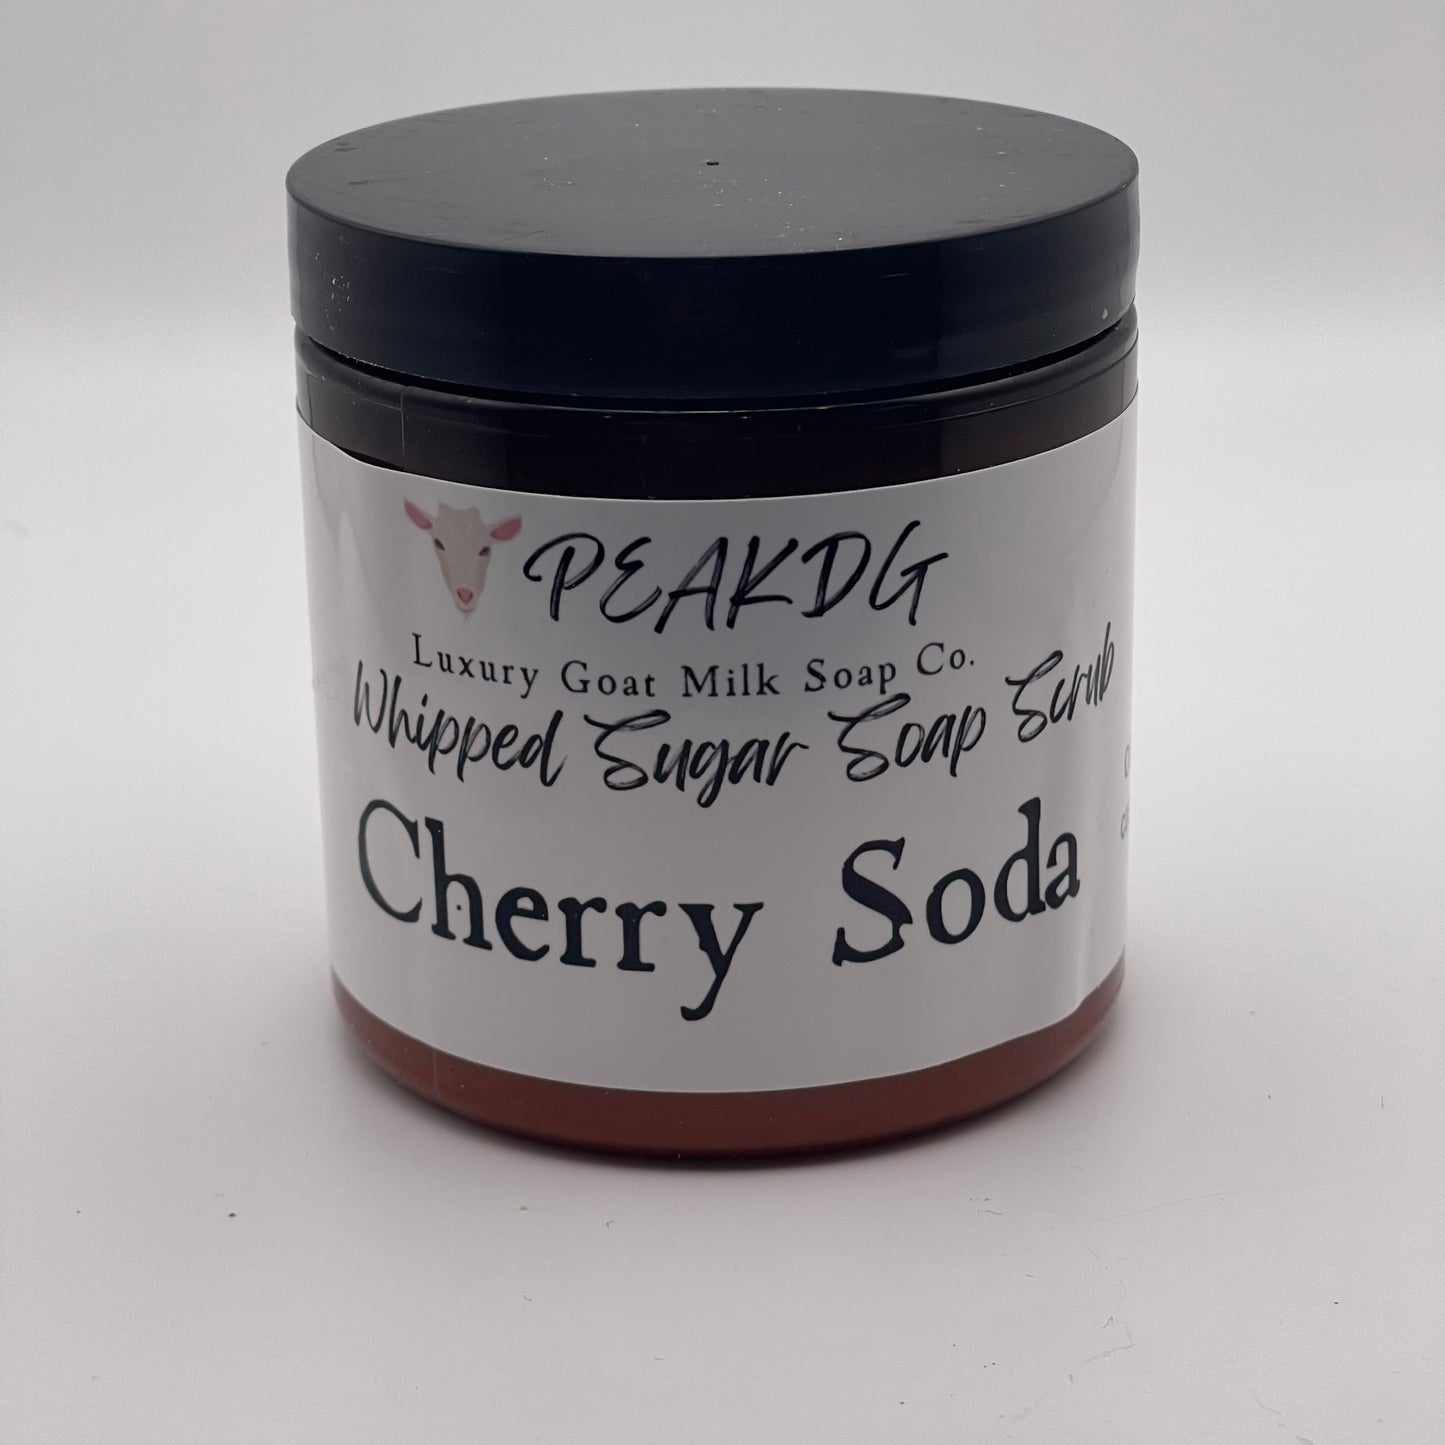 PEAKDG
Luxury Goat Milk Soap Co.
Whipped Sugar Soap Scrub
Cherry Soda